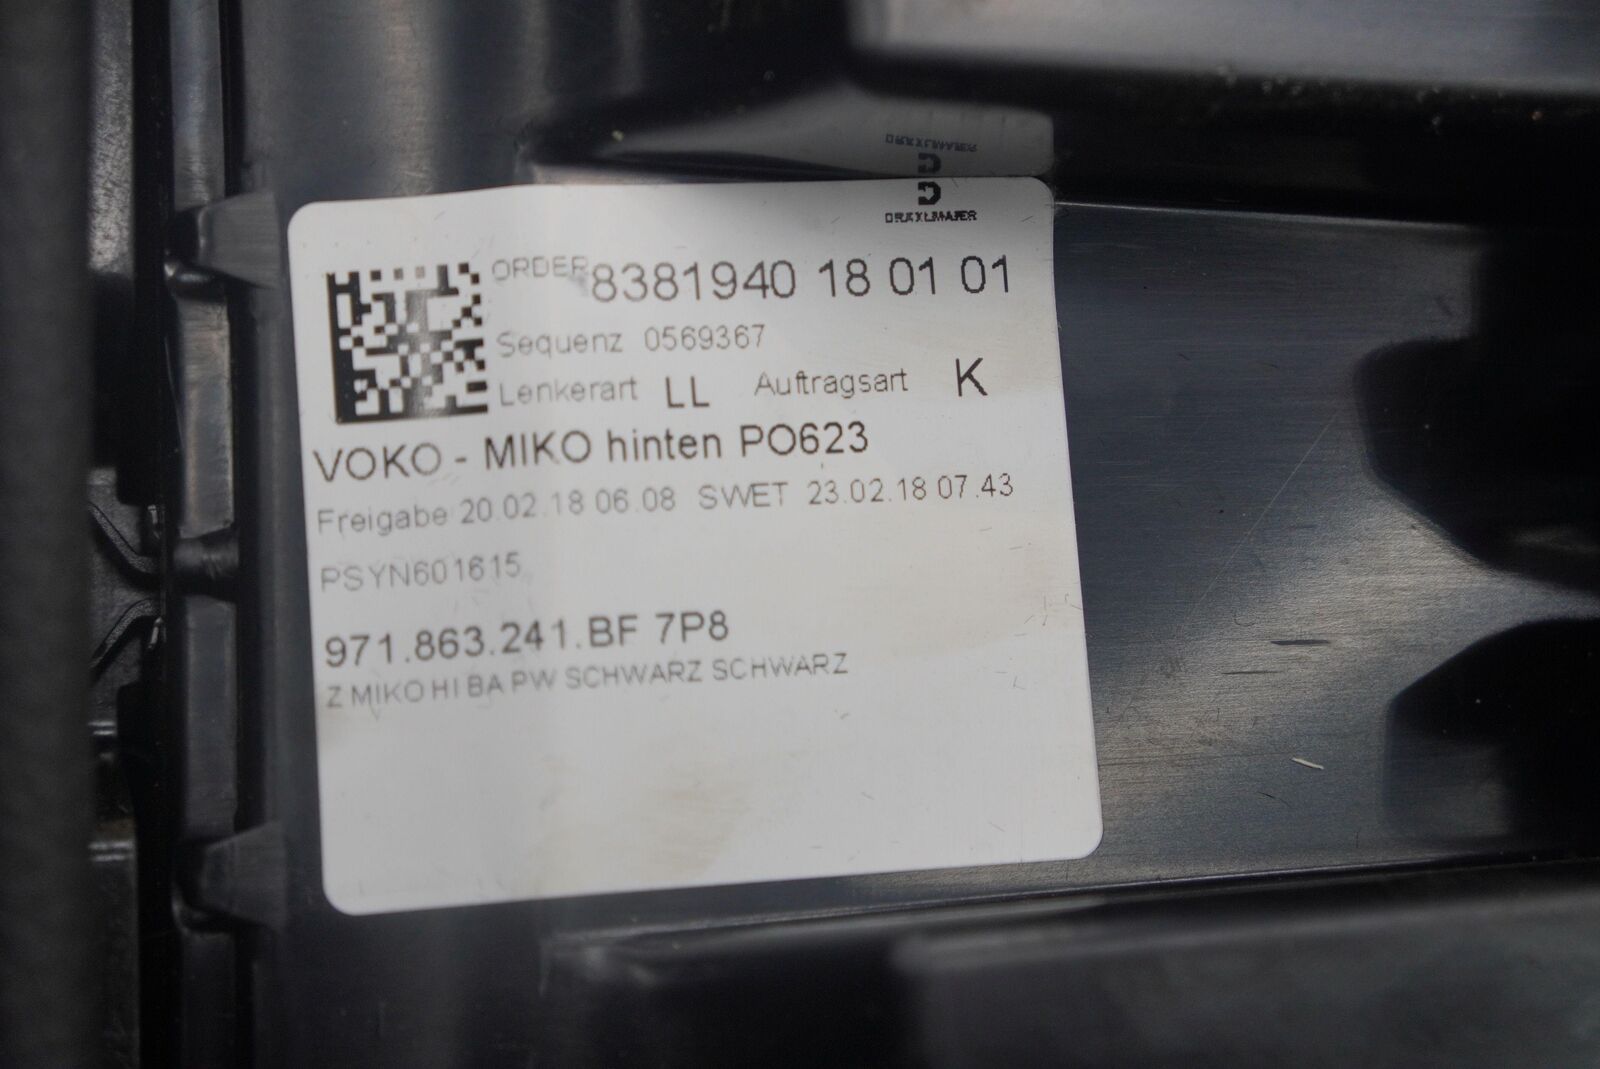 DRÄXLMAIER
ORDER 8381940 18 01 01
Sequenz 0569367
Lenkerart LL Auftragsart K
VOKO - MIKO hinten PO623
Freigabe 20.02.18 06.08 SWET 23.02.18 07.43
PSYN601615
971.863.241.BF 7P8
Z MIKO HI BA PW SCHWARZ SCHWARZ